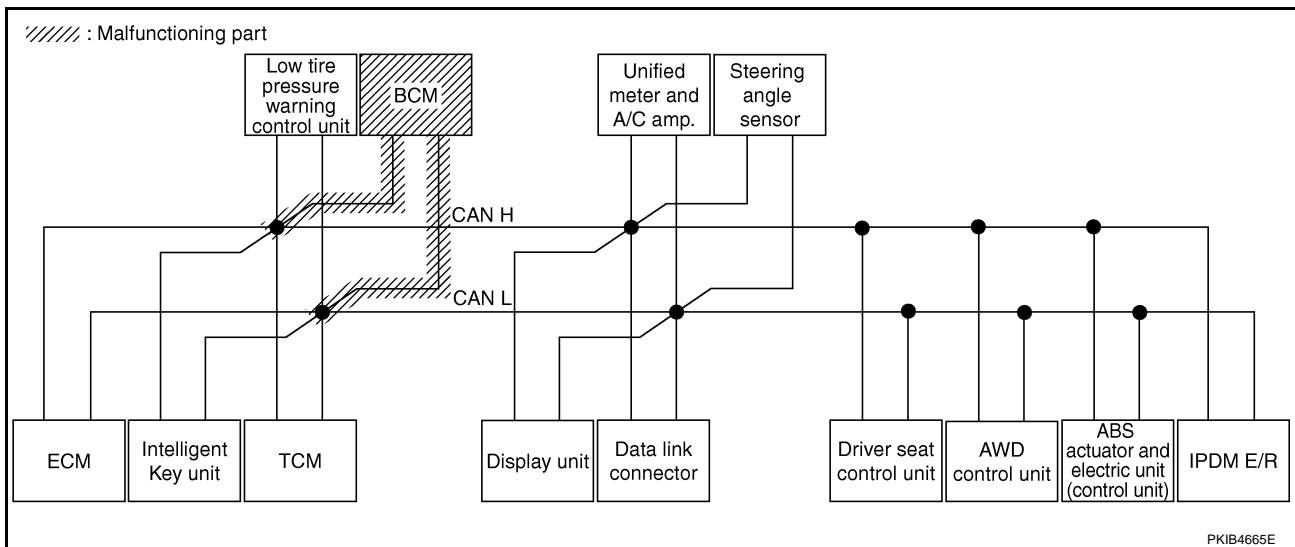 : Malfunctioning part
Low tire
pressure
warning
control unit
BCM
Unified
meter and
A/C amp.
Steering
angle
sensor
CAN H
CAN L
ECM
Intelligent
Key unit
TCM
Display unit
Data link
connector
Driver seat
control unit
AWD
control unit
ABS
actuator and
electric unit
(control unit)
IPDM E/R
PKIB4665E